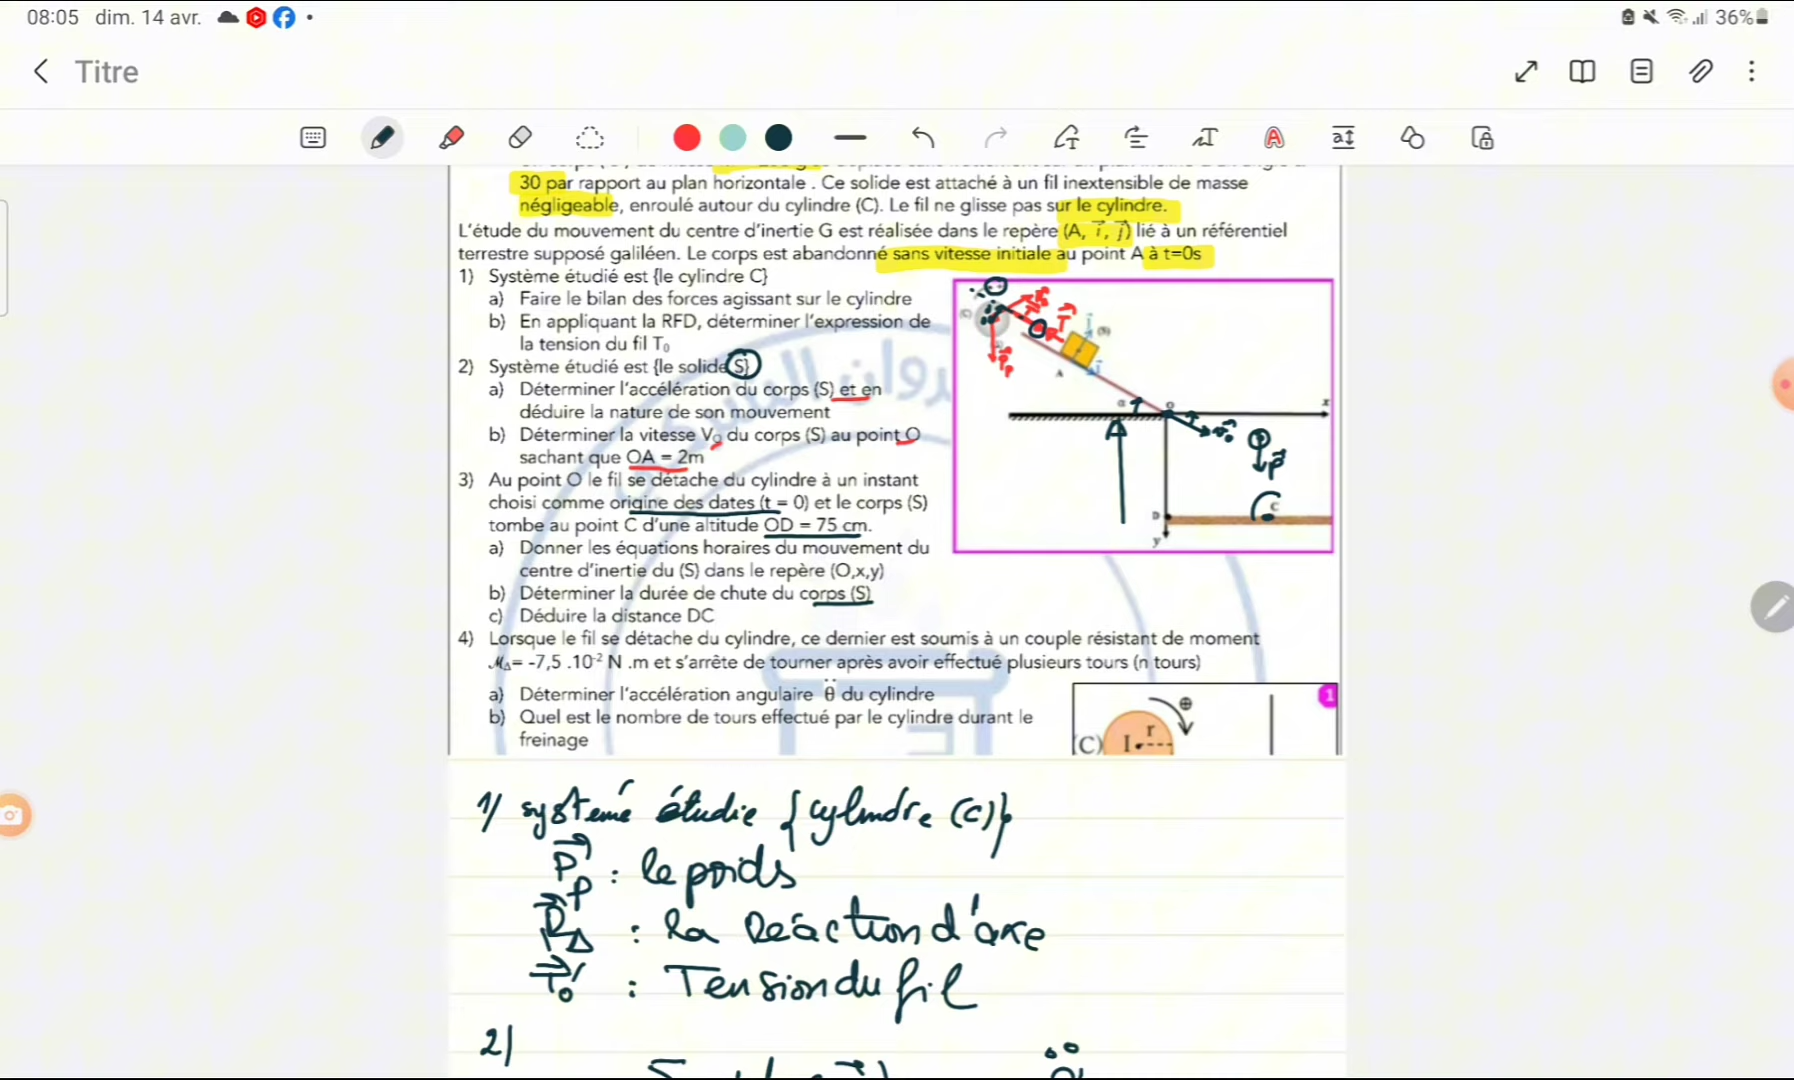 08:05 dim. 14 avr.
36%
Titre
30 par rapport au plan horizontale . Ce solide est attaché à un fil inextensible de masse
négligeable, enroulé autour du cylindre (C). Le fil ne glisse pas sur le cylindre.
L'étude du mouvement du centre d'inertie G est réalisée dans le repère (A, i⃗, j⃗) lié à un référentiel
terrestre supposé galiléen. Le corps est abandonné sans vitesse initiale au point A à t=0s
1) Système étudié est {le cylindre C}
a) Faire le bilan des forces agissant sur le cylindre
b) En appliquant la RFD, déterminer l'expression de
la tension du fil T₀
2) Système étudié est {le solide S}
a) Déterminer l'accélération du corps (S) et en
déduire la nature de son mouvement
b) Déterminer la vitesse V₀ du corps (S) au point O
sachant que OA = 2m
3) Au point O le fil se détache du cylindre à un instant
choisi comme origine des dates (t = 0) et le corps (S)
tombe au point C d'une altitude OD = 75 cm.
a) Donner les équations horaires du mouvement du
centre d'inertie du (S) dans le repère (O,x,y)
b) Déterminer la durée de chute du corps (S)
c) Déduire la distance DC
4) Lorsque le fil se détache du cylindre, ce dernier est soumis à un couple résistant de moment
ℳΔ= -7,5 .10⁻² N .m et s'arrête de tourner après avoir effectué plusieurs tours (n tours)
a) Déterminer l'accélération angulaire θ̈ du cylindre
b) Quel est le nombre de tours effectué par le cylindre durant le
freinage
(C)
(S)
A
α
O
x
D
C
y
1
(C) I r
1/ systemé étudie {cylindre (C)}
P⃗p : le poids
R⃗Δ : La Réaction d'axe
T⃗'₀ : Tension du fil
2/